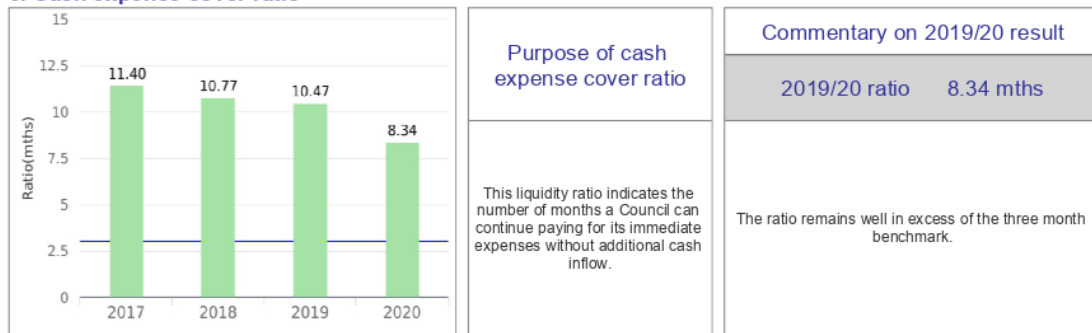 15
12.5
10
7.5
5
2.5
0
Ratio(mths)
11.40
10.77
10.47
8.34
2017
2018
2019
2020
Purpose of cash
expense cover ratio
This liquidity ratio indicates the
number of months a Council can
continue paying for its immediate
expenses without additional cash
inflow.
Commentary on 2019/20 result
2019/20 ratio 8.34 mths
The ratio remains well in excess of the three month
benchmark.